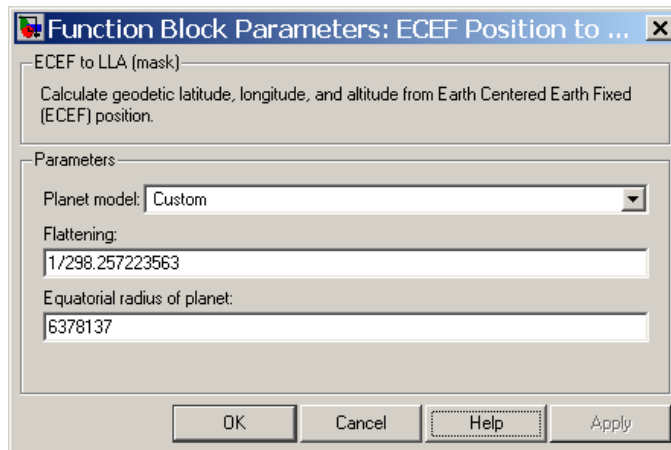 Function Block Parameters: ECEF Position to ...
ECEF to LLA (mask)
Calculate geodetic latitude, longitude, and altitude from Earth Centered Earth Fixed
(ECEF) position.
Parameters
Planet model: Custom
Flattening:
1/298.257223563
Equatorial radius of planet:
6378137
OK Cancel Help Apply